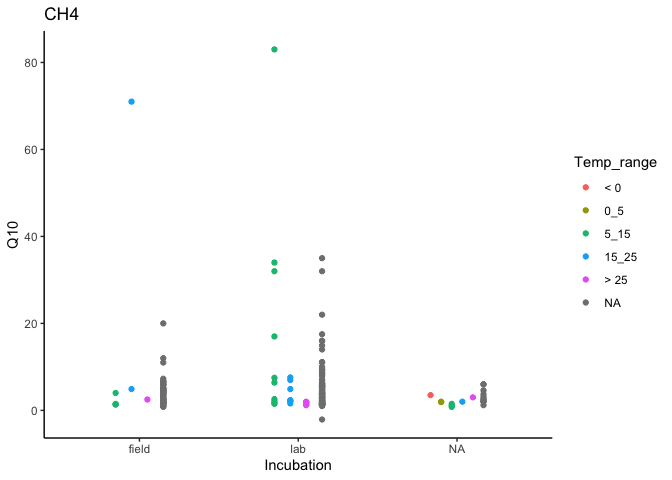 CH4
80
60
40
20
0
Q10
field
lab
NA
Incubation
Temp_range
< 0
0_5
5_15
15_25
> 25
NA